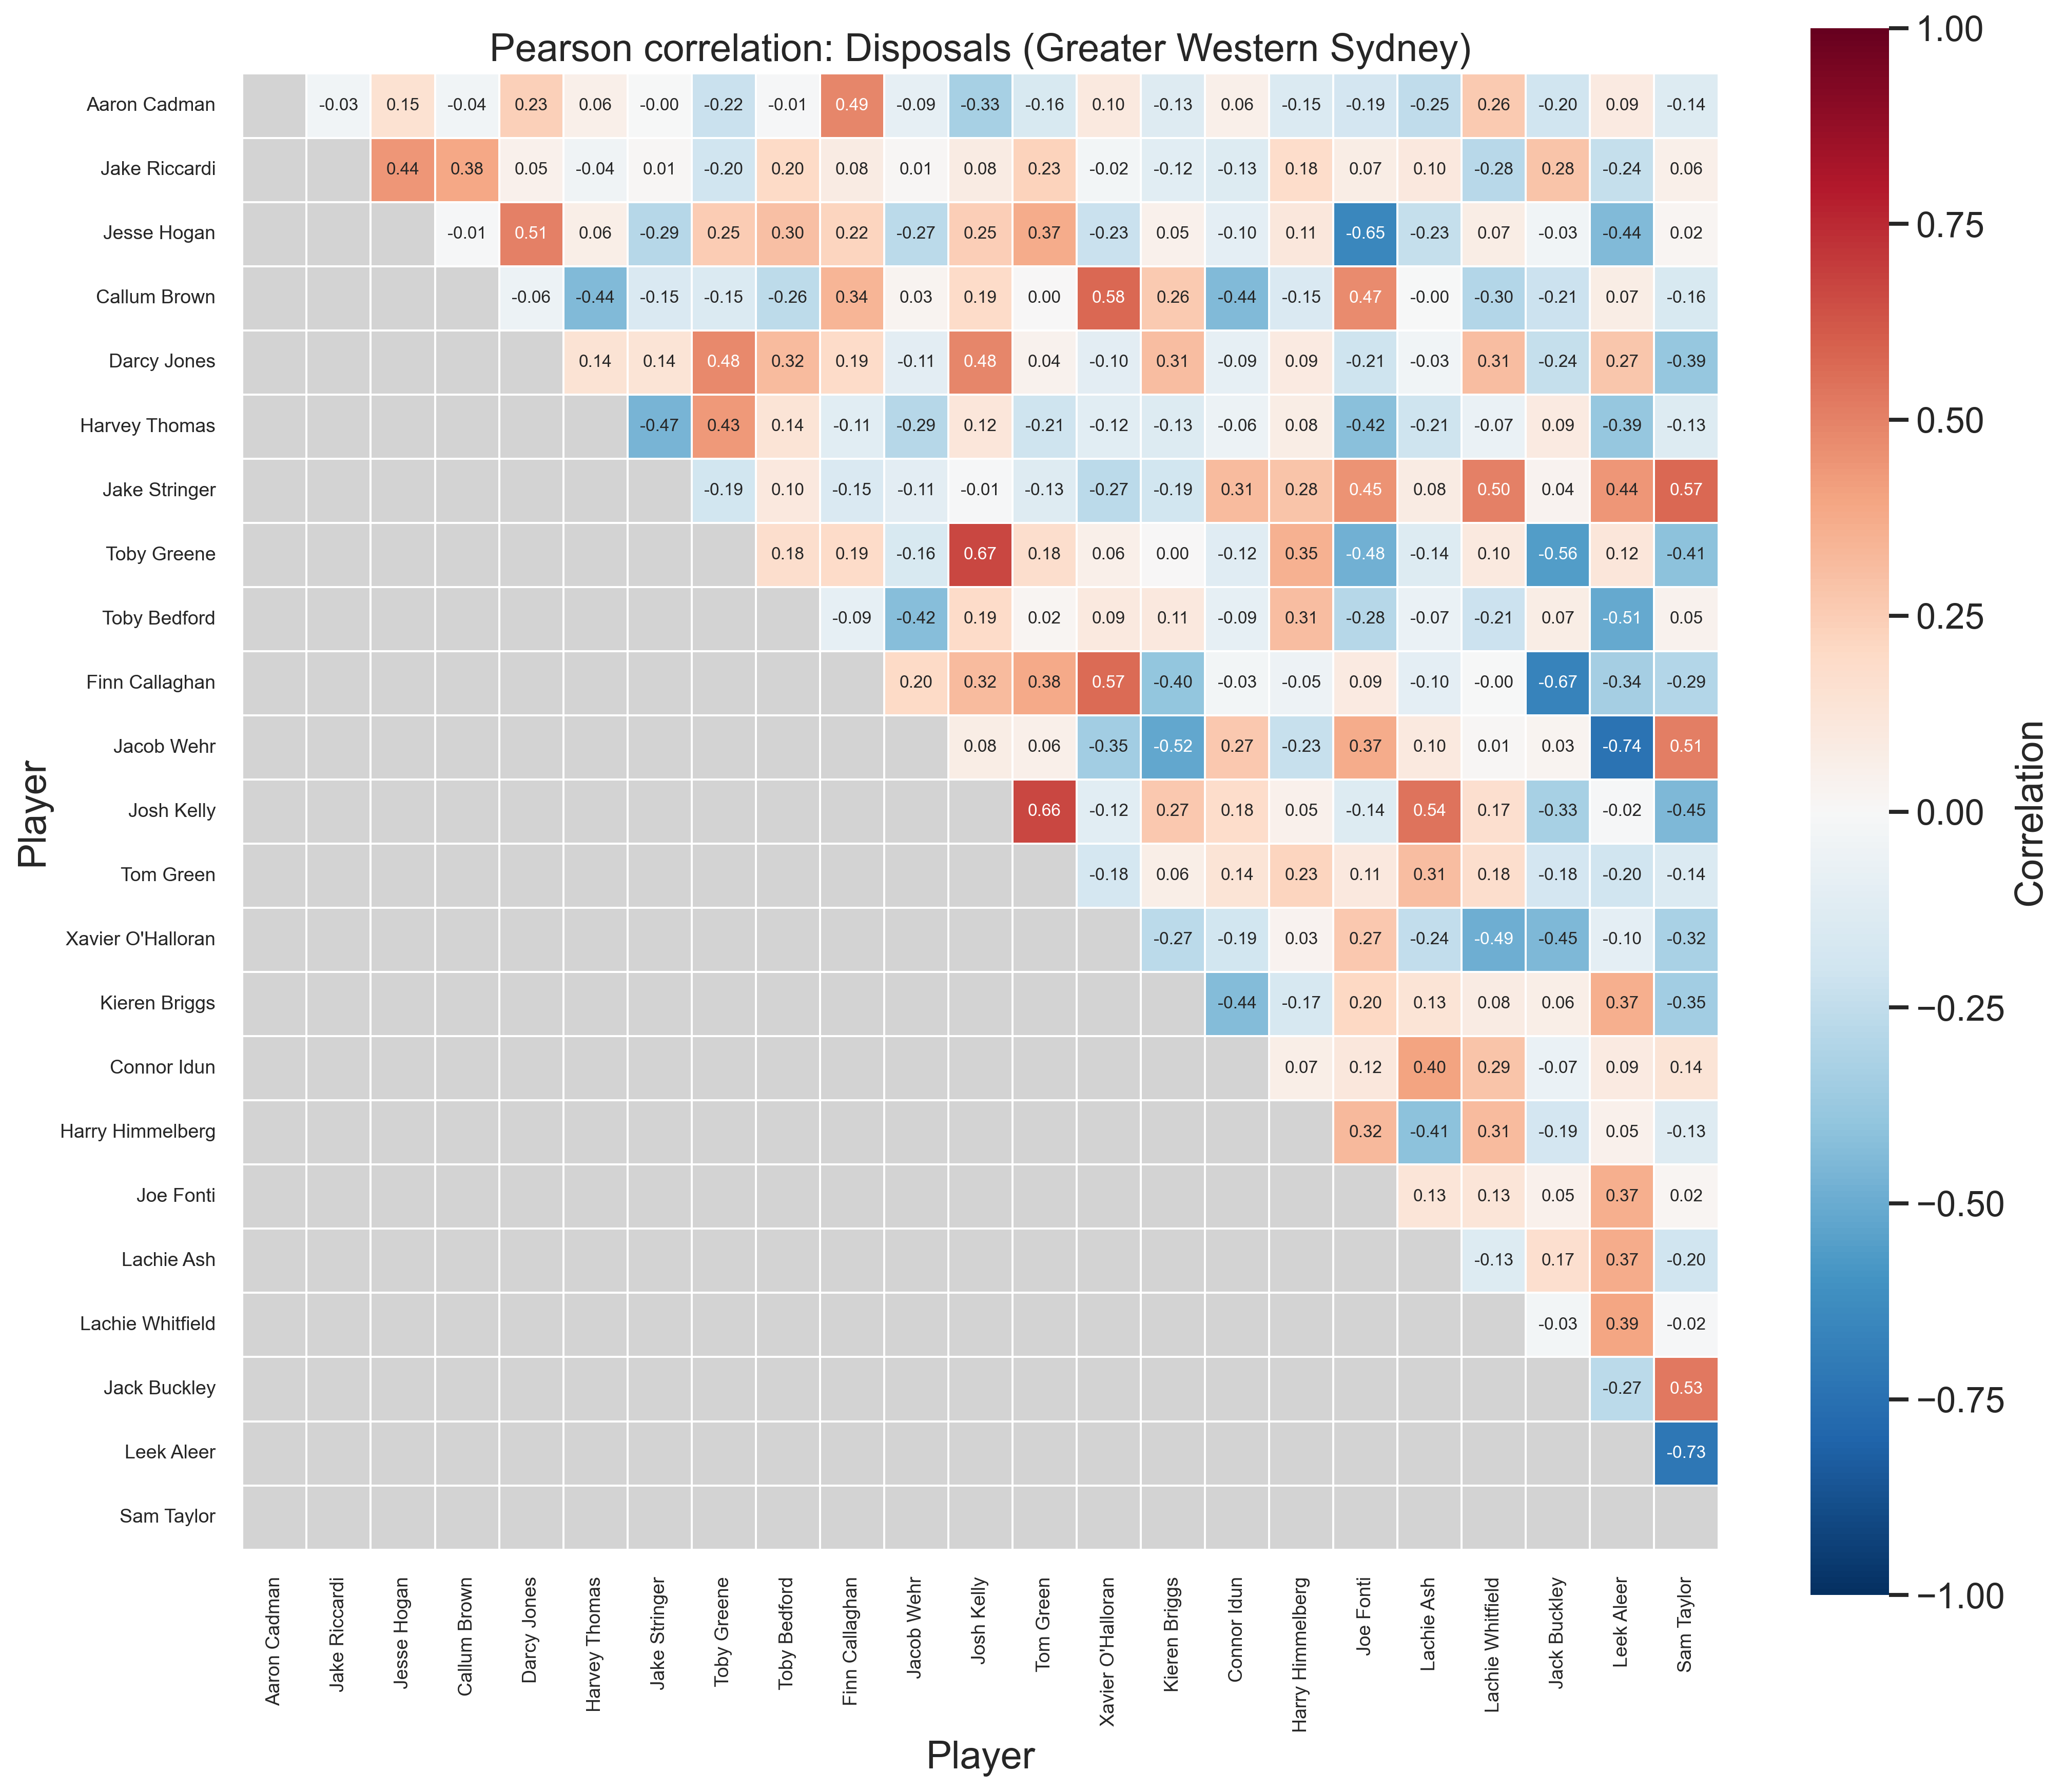 Pearson correlation: Disposals (Greater Western Sydney)
Aaron Cadman -0.03 0.15 -0.04 0.23 0.06 -0.00 -0.22 -0.01 0.49 -0.09 -0.33 -0.16 0.10 -0.13 0.06 -0.15 -0.19 -0.25 0.26 -0.20 0.09 -0.14
Jake Riccardi 0.44 0.38 0.05 -0.04 0.01 -0.20 0.20 0.08 0.01 0.08 0.23 -0.02 -0.12 -0.13 0.18 0.07 0.10 -0.28 0.28 -0.24 0.06
Jesse Hogan -0.01 0.51 0.06 -0.29 0.25 0.30 0.22 -0.27 0.25 0.37 -0.23 0.05 -0.10 0.11 -0.65 -0.23 0.07 -0.03 -0.44 0.02
Callum Brown -0.06 -0.44 -0.15 -0.15 -0.26 0.34 0.03 0.19 0.00 0.58 0.26 -0.44 -0.15 0.47 -0.00 -0.30 -0.21 0.07 -0.16
Darcy Jones 0.14 0.14 0.48 0.32 0.19 -0.11 0.48 0.04 -0.10 0.31 -0.09 0.09 -0.21 -0.03 0.31 -0.24 0.27 -0.39
Harvey Thomas -0.47 0.43 0.14 -0.11 -0.29 0.12 -0.21 -0.12 -0.13 -0.06 0.08 -0.42 -0.21 -0.07 0.09 -0.39 -0.13
Jake Stringer -0.19 0.10 -0.15 -0.11 -0.01 -0.13 -0.27 -0.19 0.31 0.28 0.45 0.08 0.50 0.04 0.44 0.57
Toby Greene 0.18 0.19 -0.16 0.67 0.18 0.06 0.00 -0.12 0.35 -0.48 -0.14 0.10 -0.56 0.12 -0.41
Toby Bedford -0.09 -0.42 0.19 0.02 0.09 0.11 -0.09 0.31 -0.28 -0.07 -0.21 0.07 -0.51 0.05
Finn Callaghan 0.20 0.32 0.38 0.57 -0.40 -0.03 -0.05 0.09 -0.10 -0.00 -0.67 -0.34 -0.29
Jacob Wehr 0.08 0.06 -0.35 -0.52 0.27 -0.23 0.37 0.10 0.01 0.03 -0.74 0.51
Josh Kelly 0.66 -0.12 0.27 0.18 0.05 -0.14 0.54 0.17 -0.33 -0.02 -0.45
Tom Green -0.18 0.06 0.14 0.23 0.11 0.31 0.18 -0.18 -0.20 -0.14
Xavier O'Halloran -0.27 -0.19 0.03 0.27 -0.24 -0.49 -0.45 -0.10 -0.32
Kieren Briggs -0.44 -0.17 0.20 0.13 0.08 0.06 0.37 -0.35
Connor Idun 0.07 0.12 0.40 0.29 -0.07 0.09 0.14
Harry Himmelberg 0.32 -0.41 0.31 -0.19 0.05 -0.13
Joe Fonti 0.13 0.13 0.05 0.37 0.02
Lachie Ash -0.13 0.17 0.37 -0.20
Lachie Whitfield -0.03 0.39 -0.02
Jack Buckley -0.27 0.53
Leek Aleer -0.73
Sam Taylor
Player
Aaron Cadman
Jake Riccardi
Jesse Hogan
Callum Brown
Darcy Jones
Harvey Thomas
Jake Stringer
Toby Greene
Toby Bedford
Finn Callaghan
Jacob Wehr
Josh Kelly
Tom Green
Xavier O'Halloran
Kieren Briggs
Connor Idun
Harry Himmelberg
Joe Fonti
Lachie Ash
Lachie Whitfield
Jack Buckley
Leek Aleer
Sam Taylor
Player
1.00
0.75
0.50
0.25
0.00
−0.25
−0.50
−0.75
−1.00
Correlation